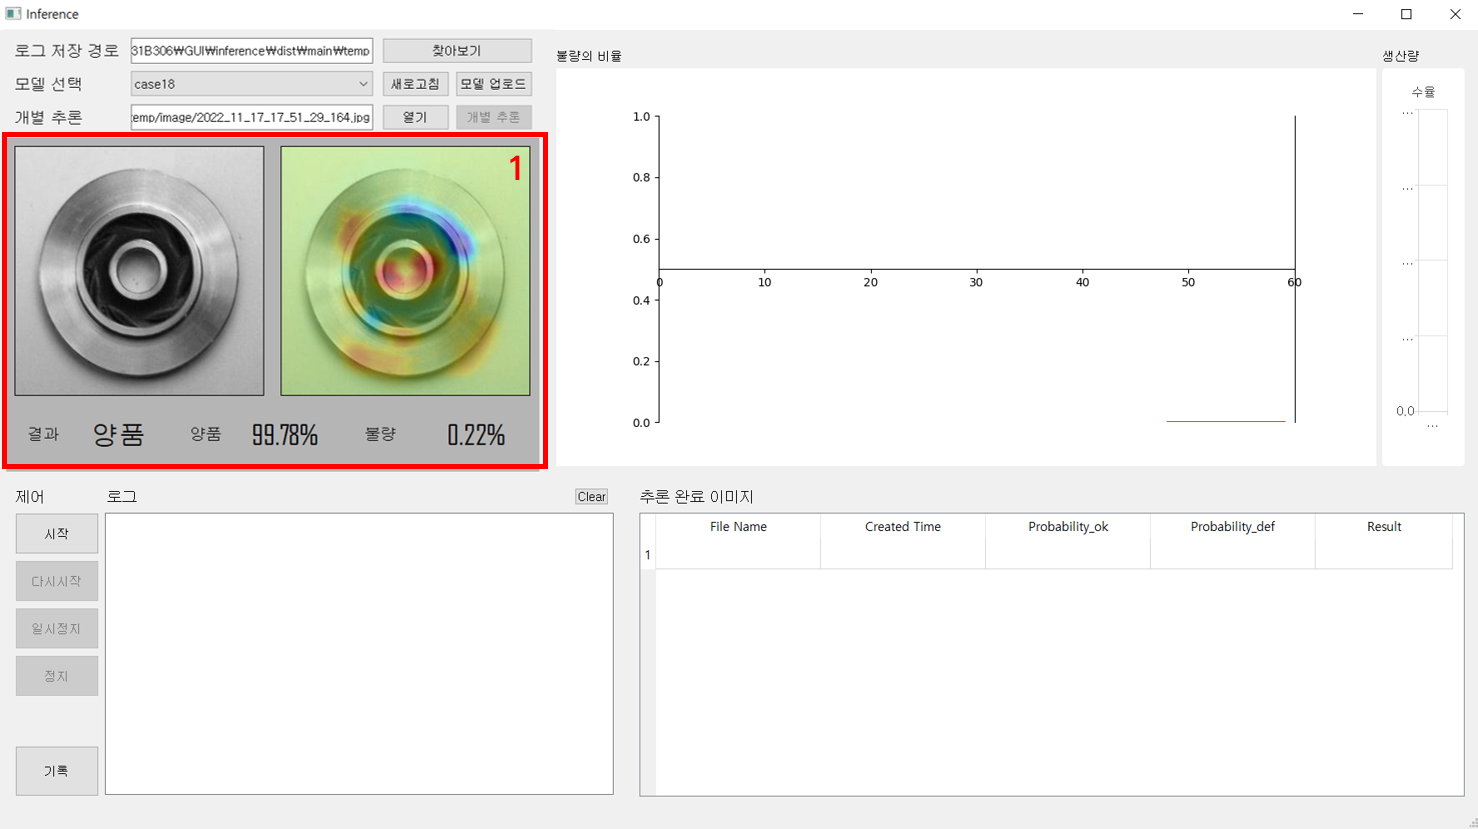 Inference
로그 저장 경로 31B306₩GUI₩inference₩dist₩main₩temp 찾아보기
모델 선택 case18 새로고침 모델 업로드
개별 추론 temp/image/2022_11_17_17_51_29_164.jpg 열기 개별 추론
1
결과 양품 양품 99.78% 불량 0.22%
불량의 비율
1.0
0.8
0.6
0.4
0.2
0.0
0 10 20 30 40 50 60
생산량
수율
...
...
...
...
0.0
...
제어
시작
다시시작
일시정지
정지
기록
로그 Clear
추론 완료 이미지
File Name Created Time Probability_ok Probability_def Result
1